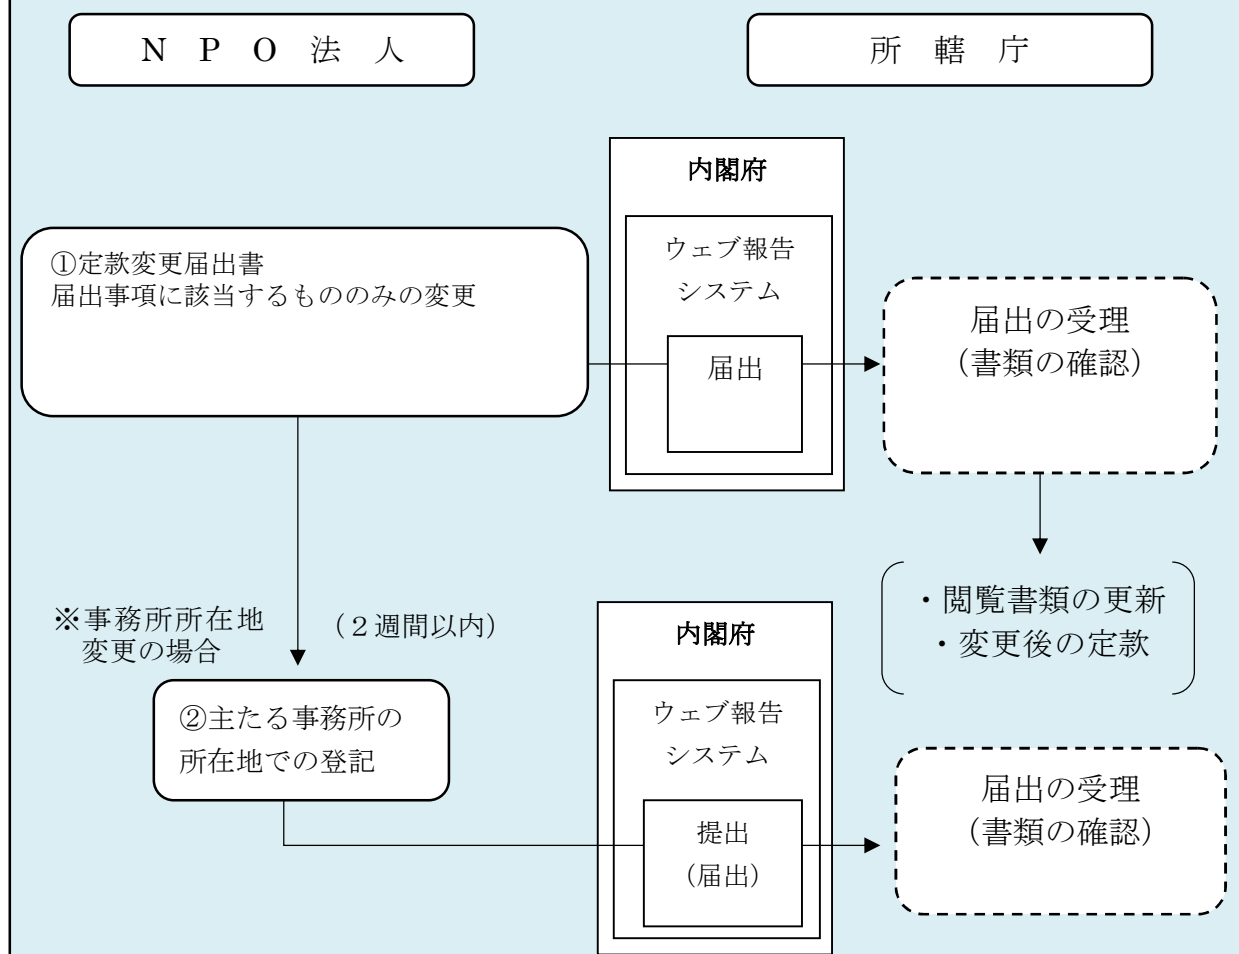 ＮＰＯ法人
所轄庁
内閣府
ウェブ報告
システム
届出
①定款変更届出書
届出事項に該当するもののみの変更
届出の受理
（書類の確認）
・閲覧書類の更新
・変更後の定款
※事務所所在地
変更の場合
（２週間以内）
内閣府
ウェブ報告
システム
提出
（届出）
②主たる事務所の
所在地での登記
届出の受理
（書類の確認）